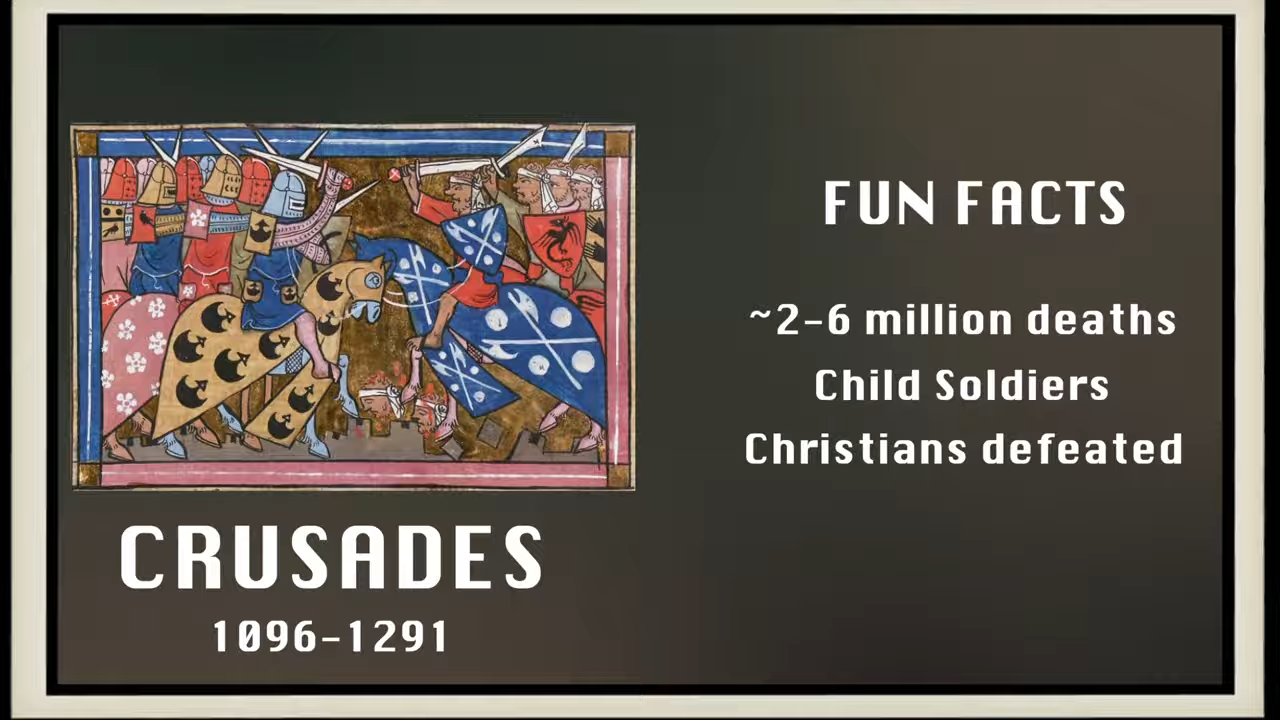 FUN FACTS
~2-6 million deaths
Child Soldiers
Christians defeated
CRUSADES
1096-1291